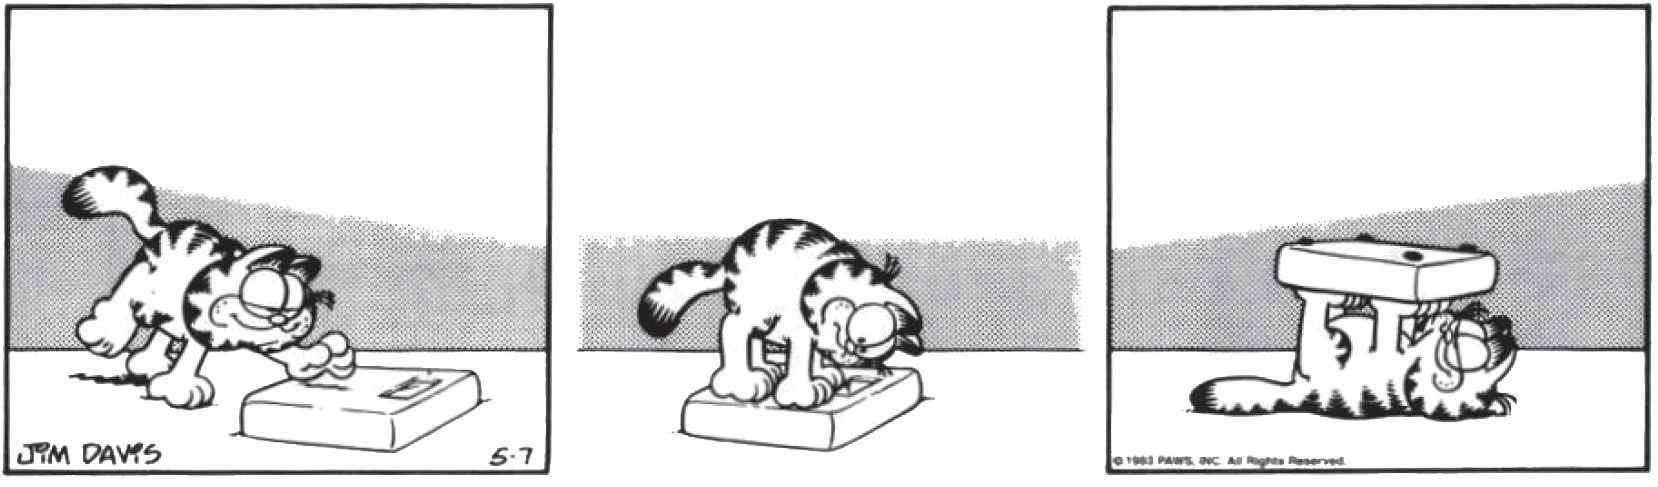 JIM DAVIS
5-7
© 1983 PAWS, INC. All Rights Reserved.